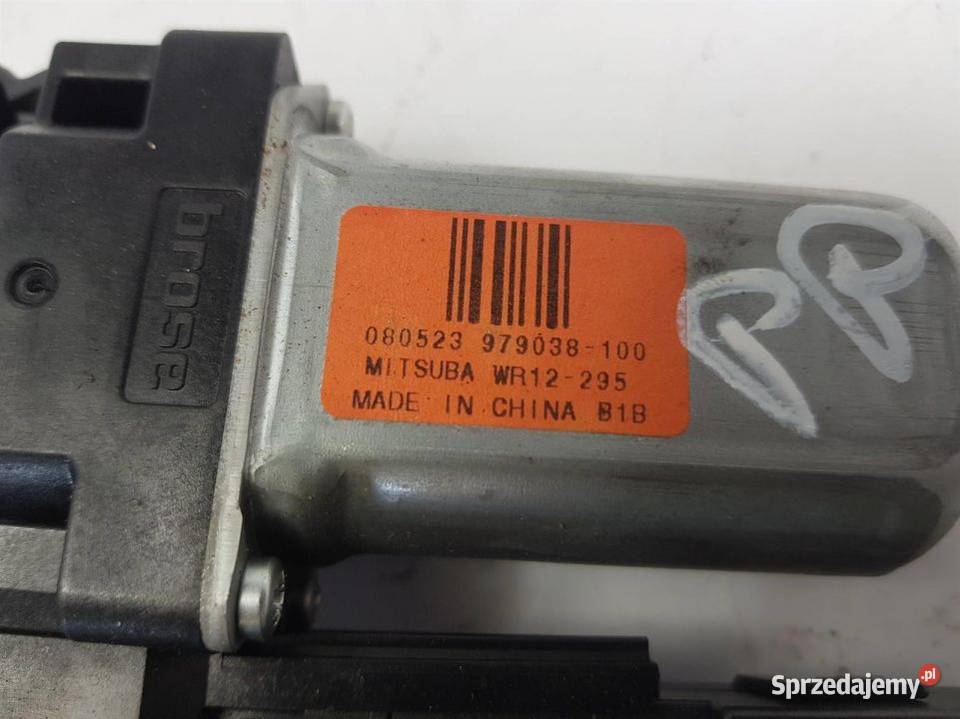 brose
080523 979038-100
MITSUBA WR12-295
MADE IN CHINA B1B
PP
Sprzedajemy.pl